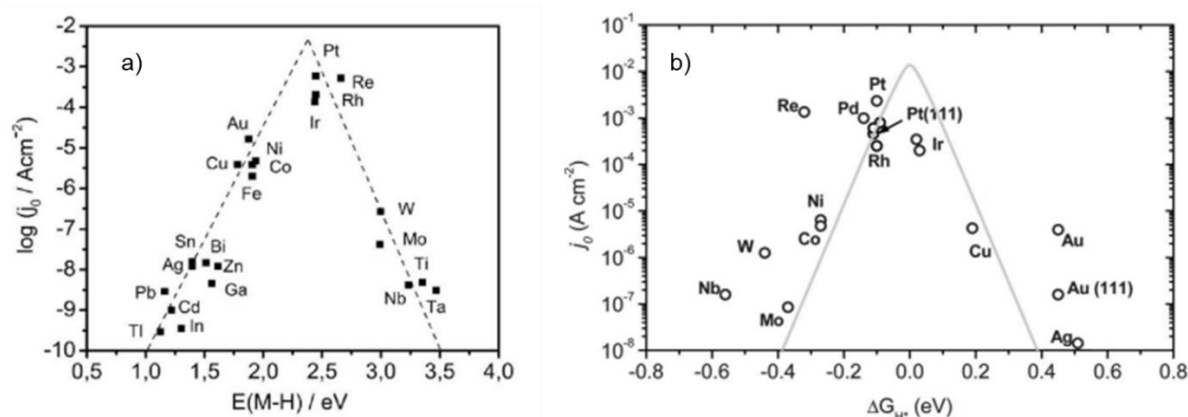 a)
log (j₀ / Acm⁻²)
-2
-3
-4
-5
-6
-7
-8
-9
-10
Pt
Re
Rh
Ir
Au
Ni
Cu
Co
Fe
W
Mo
Sn
Bi
Ag
Zn
Ti
Pb
Ga
Nb
Ta
Cd
Tl
In
1,0 1,5 2,0 2,5 3,0 3,5 4,0
E(M-H) / eV
b)
j₀ (A cm⁻²)
10⁻¹
10⁻²
10⁻³
10⁻⁴
10⁻⁵
10⁻⁶
10⁻⁷
10⁻⁸
Pt
Re
Pd
Pt(111)
Ir
Rh
Ni
Co
Cu
Au
W
Nb
Au (111)
Mo
Ag
-0.8 -0.6 -0.4 -0.2 0.0 0.2 0.4 0.6
ΔG_H* (eV)